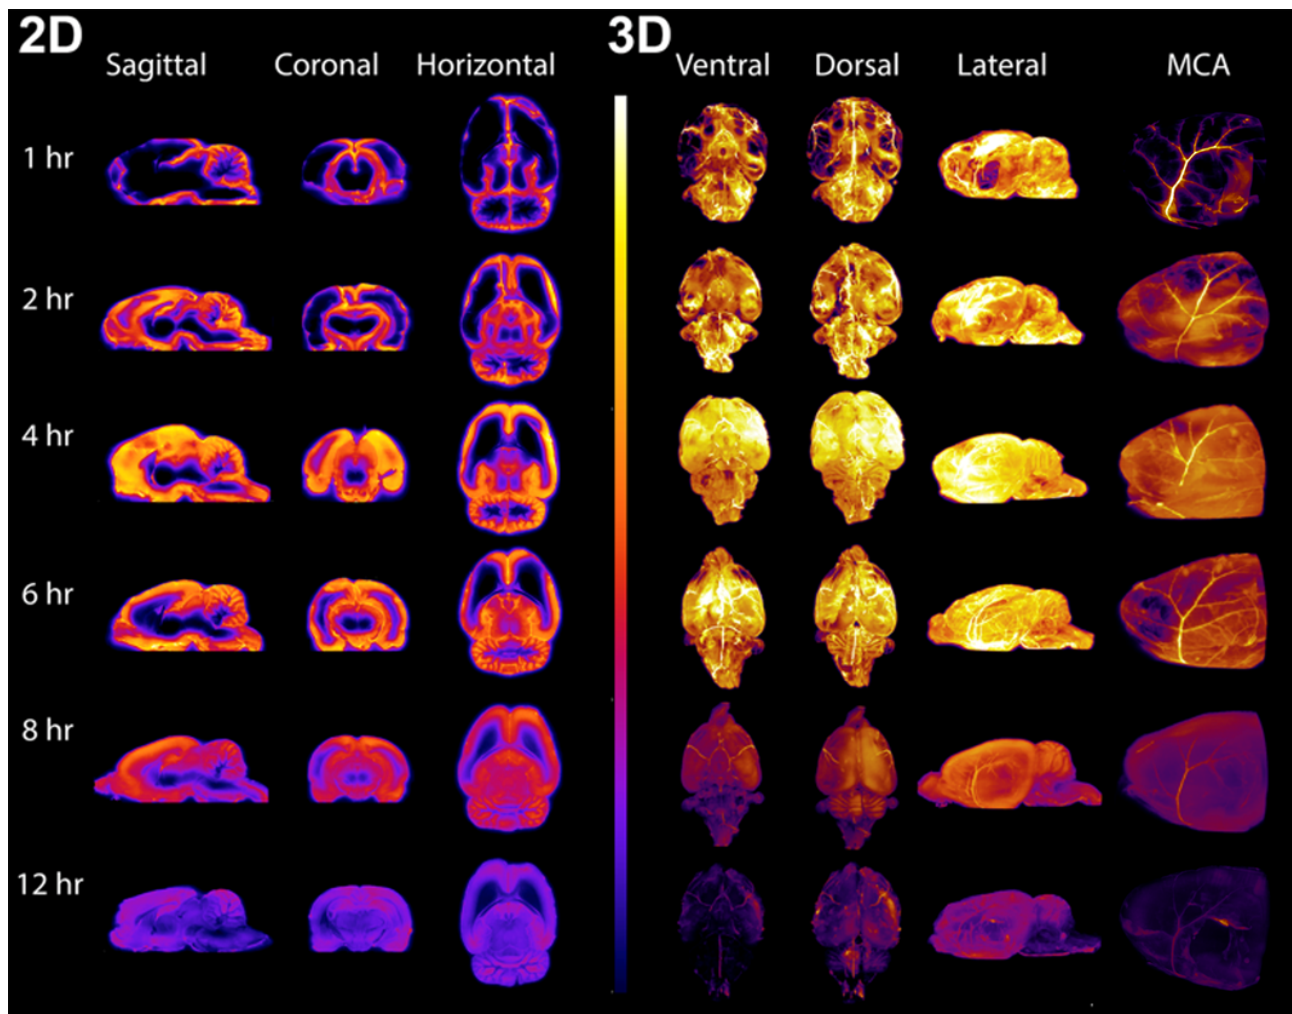 2D 3D
Sagittal Coronal Horizontal Ventral Dorsal Lateral MCA
1 hr
2 hr
4 hr
6 hr
8 hr
12 hr